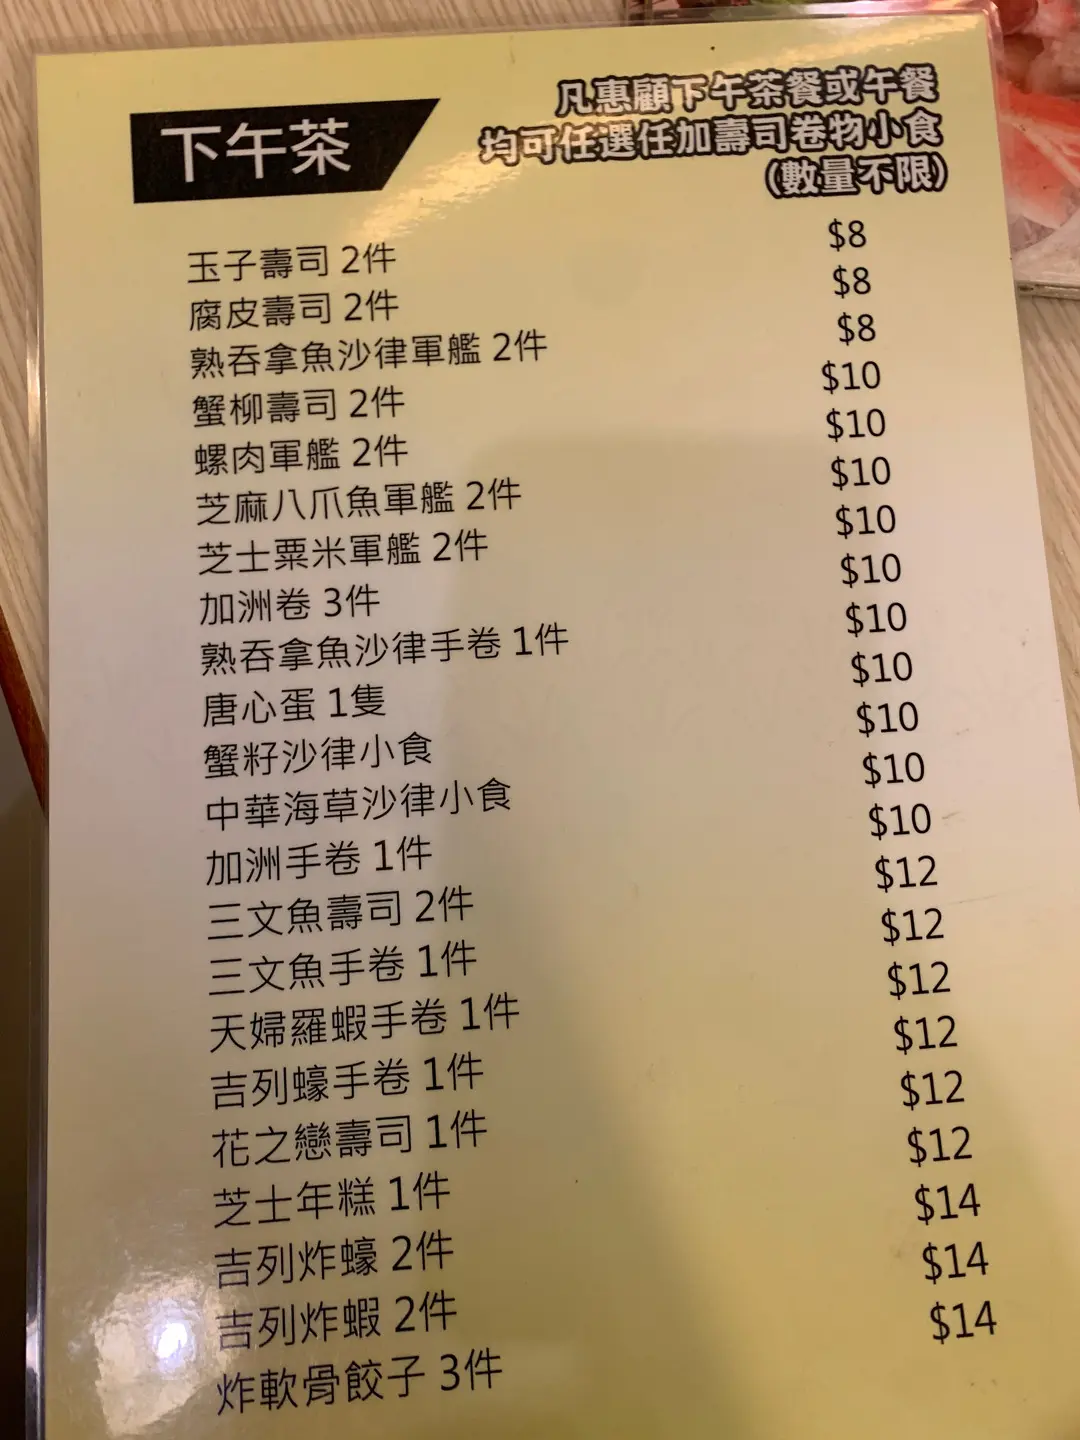 下午茶
凡惠顧下午茶餐或午餐
均可任選任加壽司卷物小食
(數量不限)
玉子壽司 2件 $8
腐皮壽司 2件 $8
熟吞拿魚沙律軍艦 2件 $8
蟹柳壽司 2件 $10
螺肉軍艦 2件 $10
芝麻八爪魚軍艦 2件 $10
芝士粟米軍艦 2件 $10
加洲卷 3件 $10
熟吞拿魚沙律手卷 1件 $10
唐心蛋 1隻 $10
蟹籽沙律小食 $10
中華海草沙律小食 $10
加洲手卷 1件 $10
三文魚壽司 2件 $12
三文魚手卷 1件 $12
天婦羅蝦手卷 1件 $12
吉列蠔手卷 1件 $12
花之戀壽司 1件 $12
芝士年糕 1件 $12
吉列炸蠔 2件 $14
吉列炸蝦 2件 $14
炸軟骨餃子 3件 $14